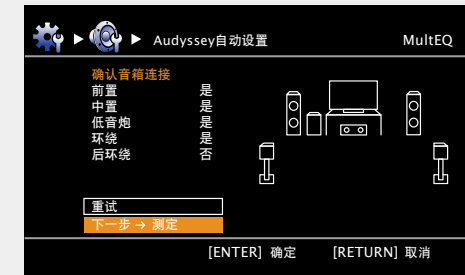 Audyssey自动设置 MultEQ
确认音箱连接
前置 是
中置 是
低音炮 是
环绕 是
后环绕 否
重试
下一步 → 测定
[ENTER] 确定 [RETURN] 取消